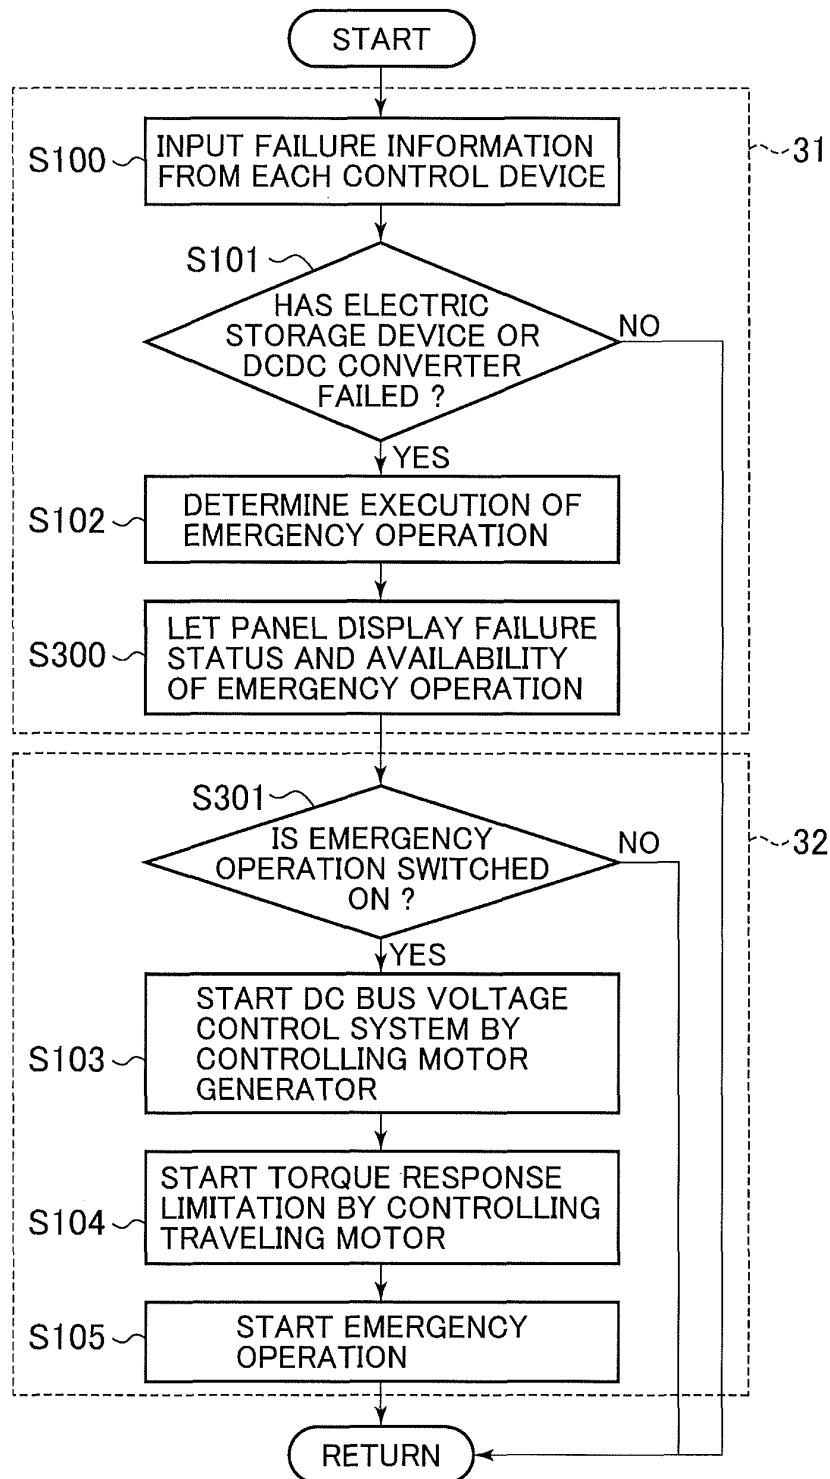 START
31
S100
INPUT FAILURE INFORMATION
FROM EACH CONTROL DEVICE
S101
HAS ELECTRIC
STORAGE DEVICE OR
DCDC CONVERTER
FAILED ?
NO
YES
S102
DETERMINE EXECUTION OF
EMERGENCY OPERATION
S300
LET PANEL DISPLAY FAILURE
STATUS AND AVAILABILITY
OF EMERGENCY OPERATION
S301
IS EMERGENCY
OPERATION SWITCHED
ON ?
NO
32
YES
S103
START DC BUS VOLTAGE
CONTROL SYSTEM BY
CONTROLLING MOTOR
GENERATOR
S104
START TORQUE RESPONSE
LIMITATION BY CONTROLLING
TRAVELING MOTOR
S105
START EMERGENCY
OPERATION
RETURN